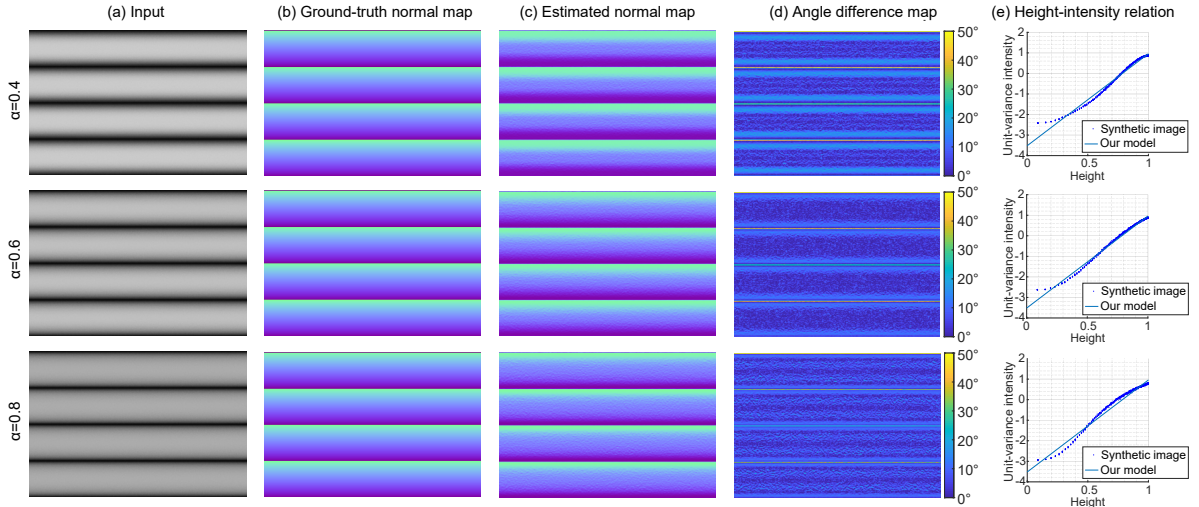 (a) Input
(b) Ground-truth normal map
(c) Estimated normal map
(d) Angle difference map
(e) Height-intensity relation
α=0.4
50°
40°
30°
20°
10°
0°
Unit-variance intensity
2
1
0
-1
-2
-3
-4
0
0.5
1
Height
Synthetic image
Our model
α=0.6
50°
40°
30°
20°
10°
0°
Unit-variance intensity
2
1
0
-1
-2
-3
-4
0
0.5
1
Height
Synthetic image
Our model
α=0.8
50°
40°
30°
20°
10°
0°
Unit-variance intensity
2
1
0
-1
-2
-3
-4
0
0.5
1
Height
Synthetic image
Our model